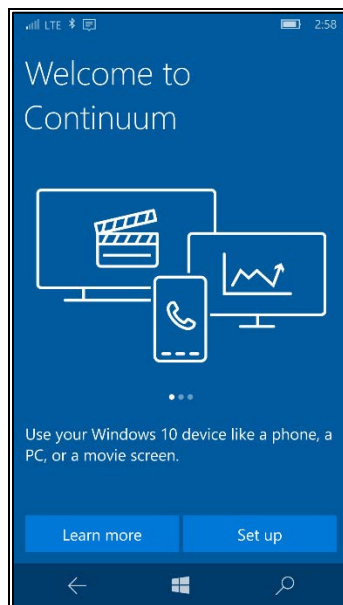 LTE 2:58
Welcome to
Continuum
Use your Windows 10 device like a phone, a
PC, or a movie screen.
Learn more Set up